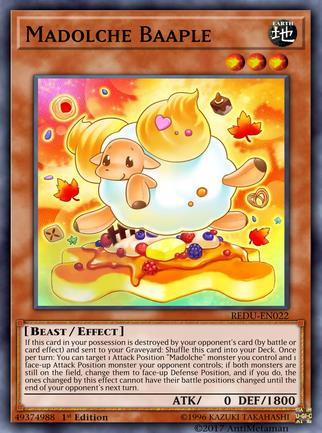 MADOLCHE BAAPLE
EARTH
地
REDU-EN022
[BEAST / EFFECT]
If this card in your possession is destroyed by your opponent's card (by battle or card effect) and sent to your Graveyard: Shuffle this card into your Deck. Once per turn: You can target 1 Attack Position "Madolche" monster you control and 1 face-up Attack Position monster your opponent controls; if both monsters are still on the field, change them to face-up Defense Position, and if you do, the ones changed by this effect cannot have their battle positions changed until the end of your opponent's next turn.
ATK/ 0 DEF/1800
49374988 1st Edition ©1996 KAZUKI TAKAHASHI
©2017 AntiMetaman